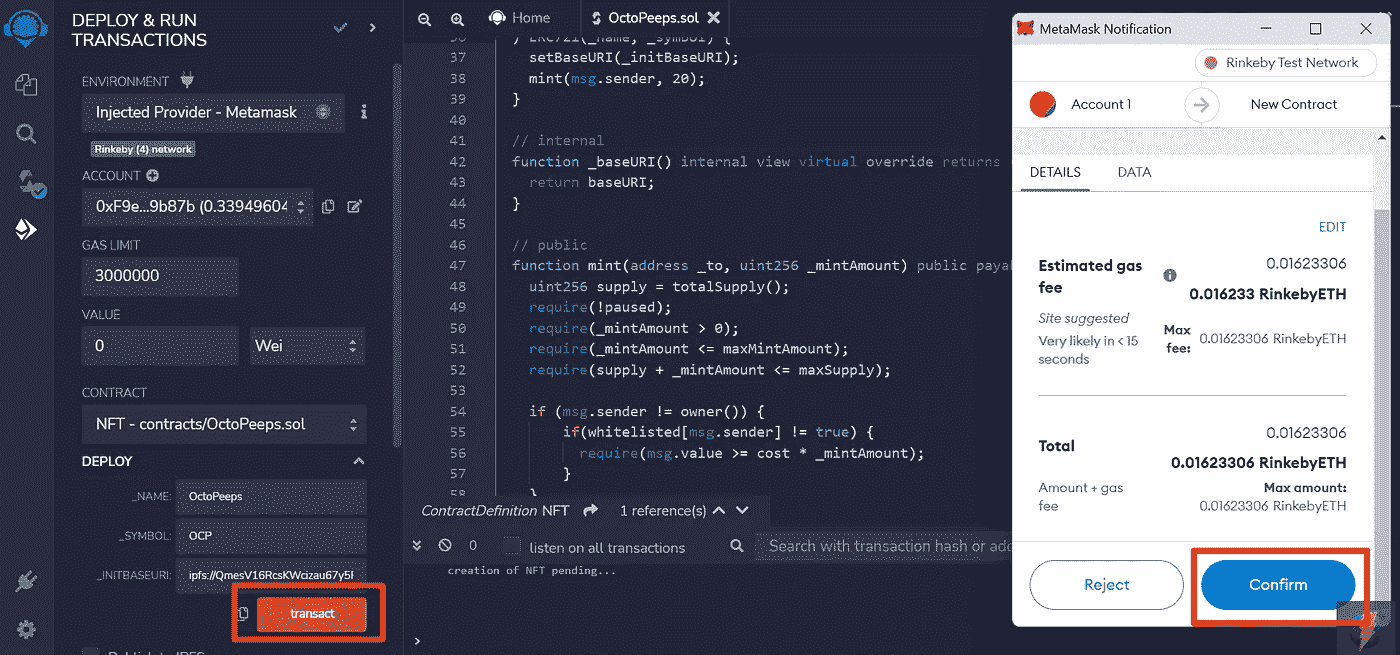 DEPLOY & RUN
TRANSACTIONS
ENVIRONMENT
Injected Provider - Metamask
Rinkeby (4) network
ACCOUNT
0xF9e...9b87b (0.33949604
GAS LIMIT
3000000
VALUE
0
Wei
CONTRACT
NFT - contracts/OctoPeeps.sol
DEPLOY
_NAME:
OctoPeeps
_SYMBOL:
OCP
_INITBASEURI:
ipfs://QmesV16RcsKWcizau67y5F
transact
Home
OctoPeeps.sol
36 ) ERC721(_name, _symbol) {
37 setBaseURI(_initBaseURI);
38 mint(msg.sender, 20);
39 }
40
41 // internal
42 function _baseURI() internal view virtual override returns
43 return baseURI;
44 }
45
46 // public
47 function mint(address _to, uint256 _mintAmount) public paya
48 uint256 supply = totalSupply();
49 require(!paused);
50 require(_mintAmount > 0);
51 require(_mintAmount <= maxMintAmount);
52 require(supply + _mintAmount <= maxSupply);
53
54 if (msg.sender != owner()) {
55 if(whitelisted[msg.sender] != true) {
56 require(msg.value >= cost * _mintAmount);
57 }
58 }
ContractDefinition NFT
1 reference(s)
0
listen on all transactions
Search with transaction hash or add
creation of NFT pending...
>
MetaMask Notification
Rinkeby Test Network
Account 1
New Contract
DETAILS
DATA
EDIT
Estimated gas
fee
0.01623306
0.016233 RinkebyETH
Site suggested
Very likely in < 15
seconds
Max
fee:
0.01623306 RinkebyETH
Total
0.01623306
0.01623306 RinkebyETH
Amount + gas
fee
Max amount:
0.01623306 RinkebyETH
Reject
Confirm